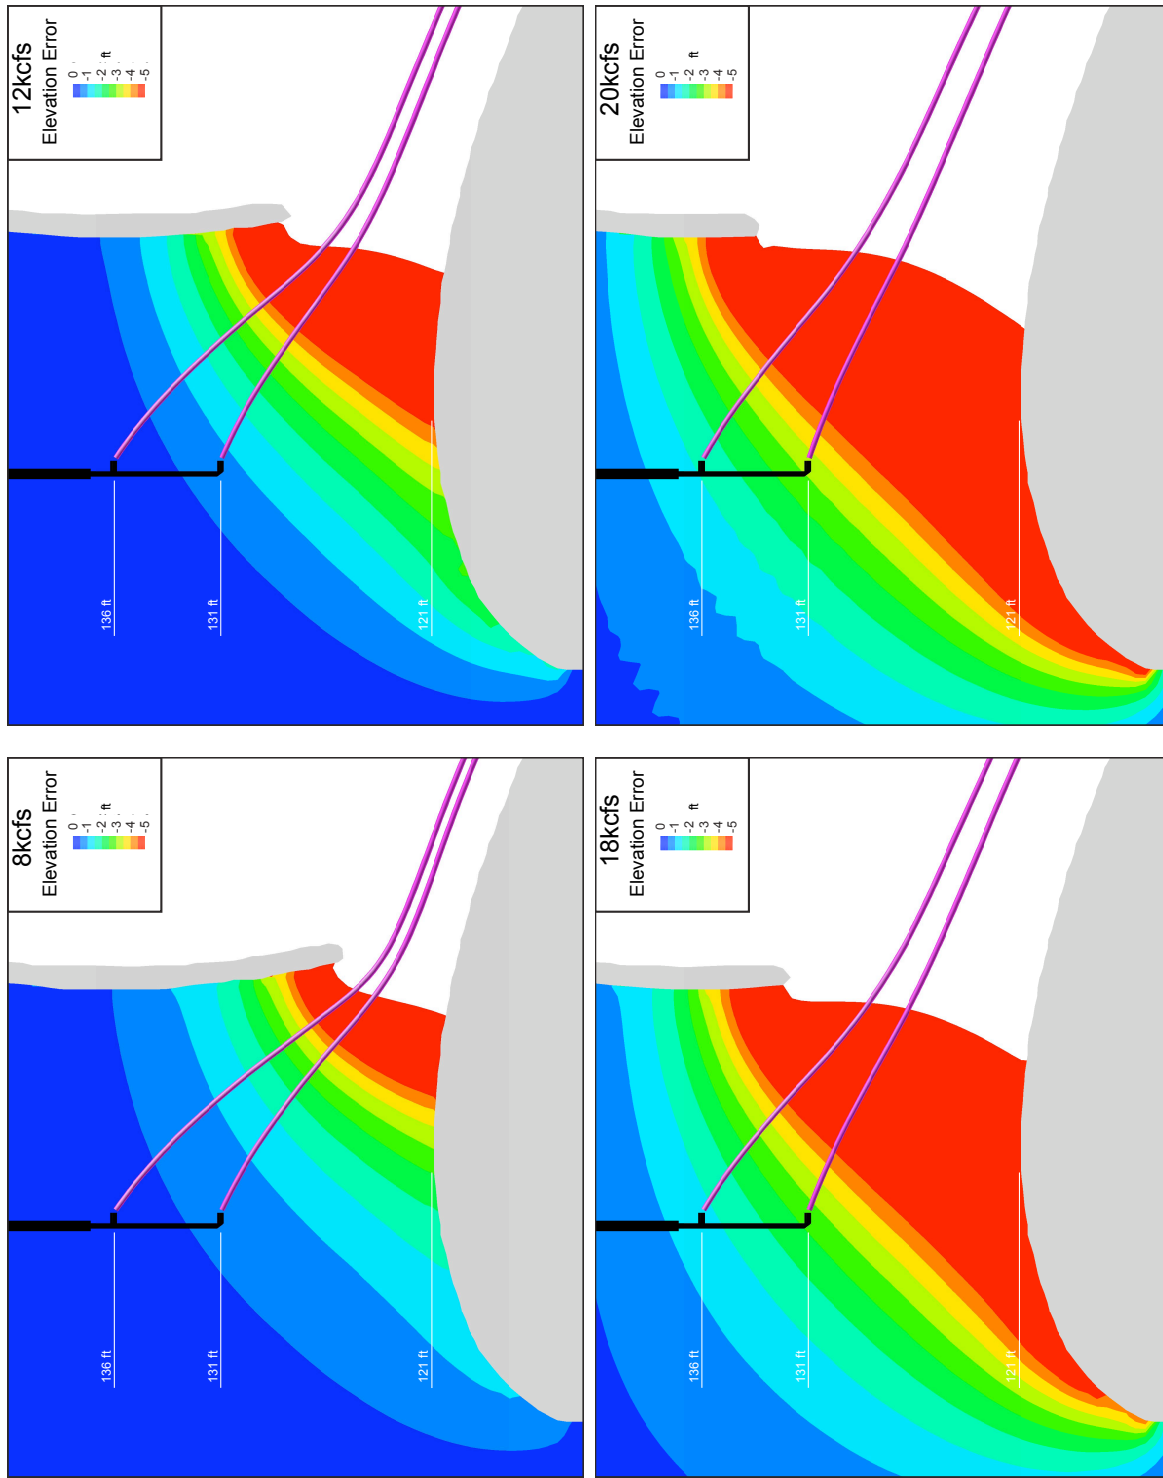 8kcfs
Elevation Error
0
-1
-2 ft
-3
-4
-5
136 ft
131 ft
121 ft
12kcfs
Elevation Error
0
-1
-2 ft
-3
-4
-5
136 ft
131 ft
121 ft
18kcfs
Elevation Error
0
-1
-2 ft
-3
-4
-5
136 ft
131 ft
121 ft
20kcfs
Elevation Error
0
-1
-2 ft
-3
-4
-5
136 ft
131 ft
121 ft